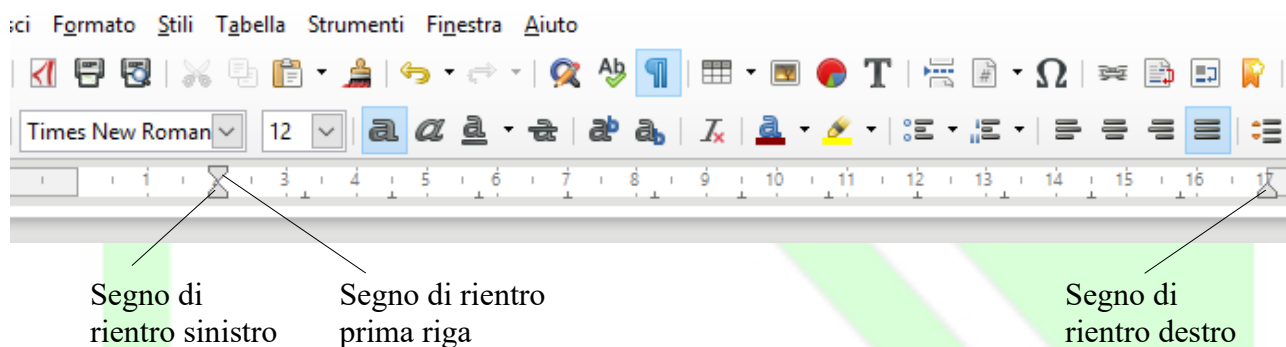 sci Formato Stili Tabella Strumenti Finestra Aiuto
Times New Roman 12
1 3 4 5 6 7 8 9 10 11 12 13 14 15 16 17
Segno di Segno di rientro Segno di
rientro sinistro prima riga rientro destro